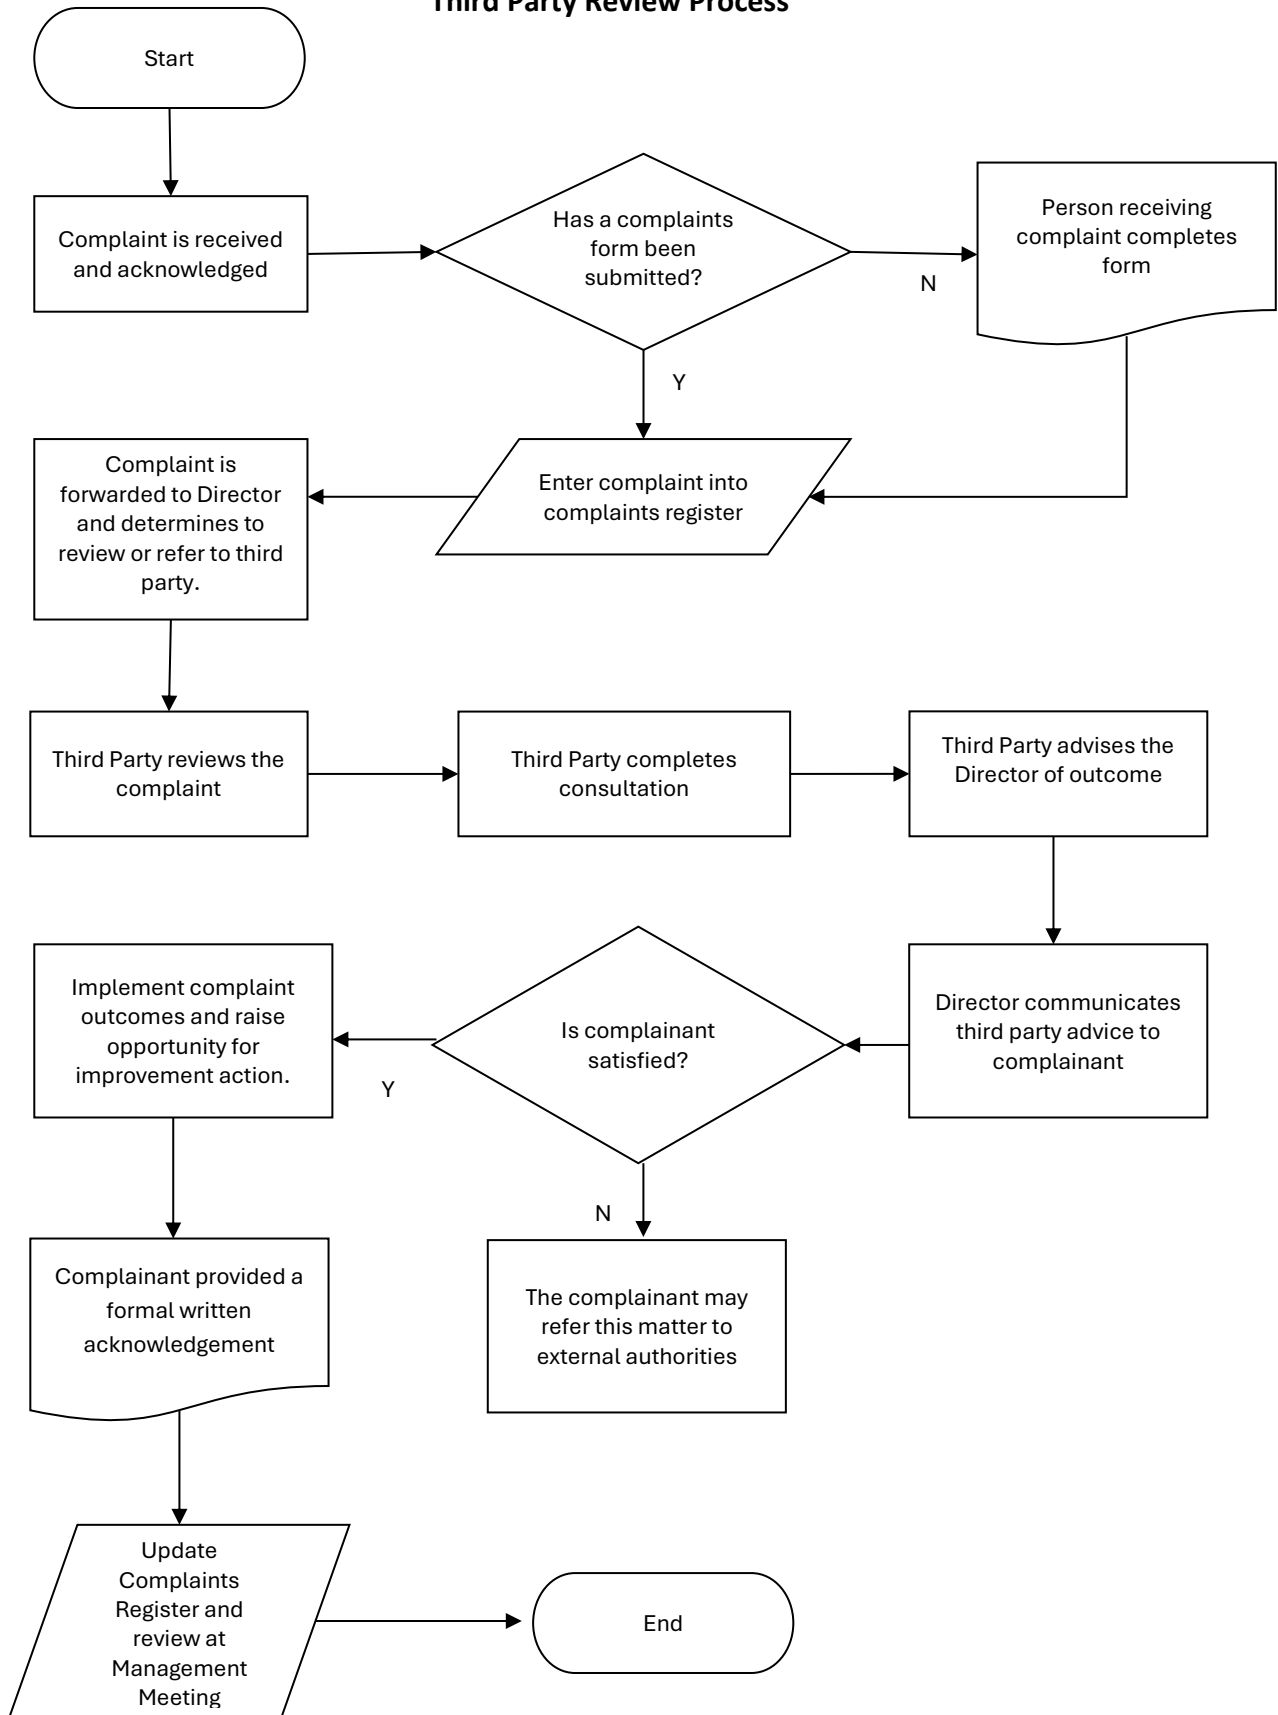 Third Party Review Process
Start
Complaint is received
and acknowledged
Has a complaints
form been
submitted?
N
Person receiving
complaint completes
form
Y
Enter complaint into
complaints register
Complaint is
forwarded to Director
and determines to
review or refer to third
party.
Third Party reviews the
complaint
Third Party completes
consultation
Third Party advises the
Director of outcome
Director communicates
third party advice to
complainant
Is complainant
satisfied?
Y
Implement complaint
outcomes and raise
opportunity for
improvement action.
N
The complainant may
refer this matter to
external authorities
Complainant provided a
formal written
acknowledgement
Update
Complaints
Register and
review at
Management
Meeting
End